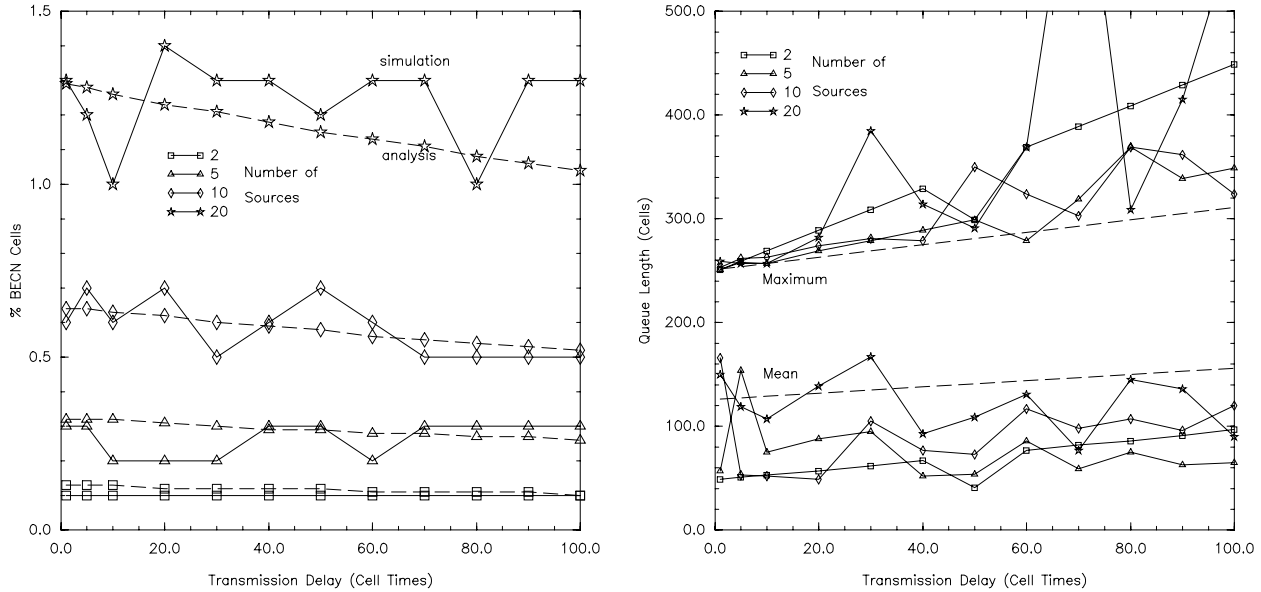 1.5
1.0
0.5
0.0
% BECN Cells
simulation
analysis
2
5
10
20
Number of
Sources
0.0 20.0 40.0 60.0 80.0 100.0
Transmission Delay (Cell Times)
500.0
400.0
300.0
200.0
100.0
0.0
Queue Length (Cells)
2
5
10
20
Number of
Sources
Maximum
Mean
0.0 20.0 40.0 60.0 80.0 100.0
Transmission Delay (Cell Times)